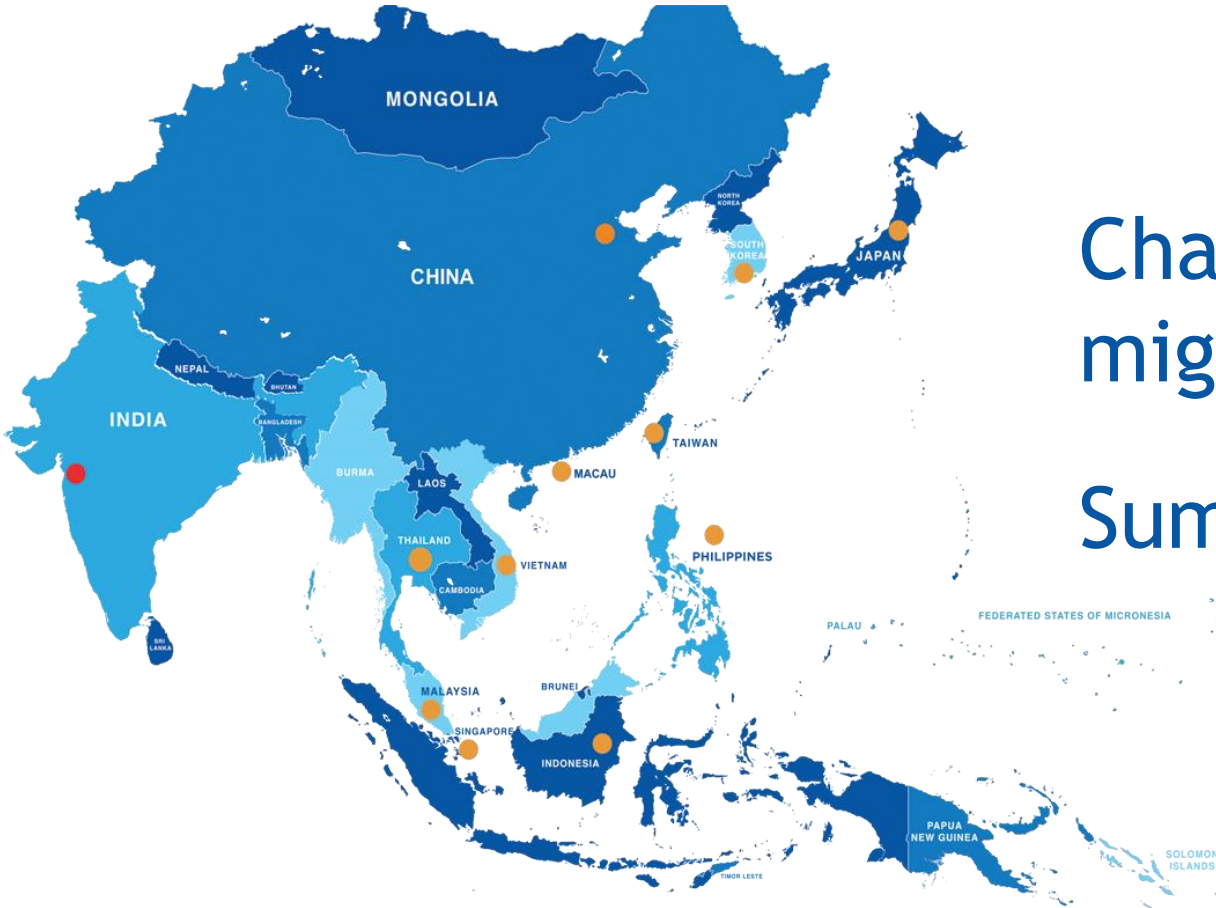 MONGOLIA
NORTH
KOREA
SOUTH
KOREA
JAPAN
CHINA
NEPAL
BHUTAN
INDIA
BANGLADESH
BURMA
LAOS
TAIWAN
MACAU
THAILAND
VIETNAM
CAMBODIA
PHILIPPINES
SRI
LANKA
PALAU
FEDERATED STATES OF MICRONESIA
MALAYSIA
BRUNEI
SINGAPORE
INDONESIA
PAPUA
NEW GUINEA
TIMOR LESTE
SOLOMON
ISLANDS
Cha
mig
Sum